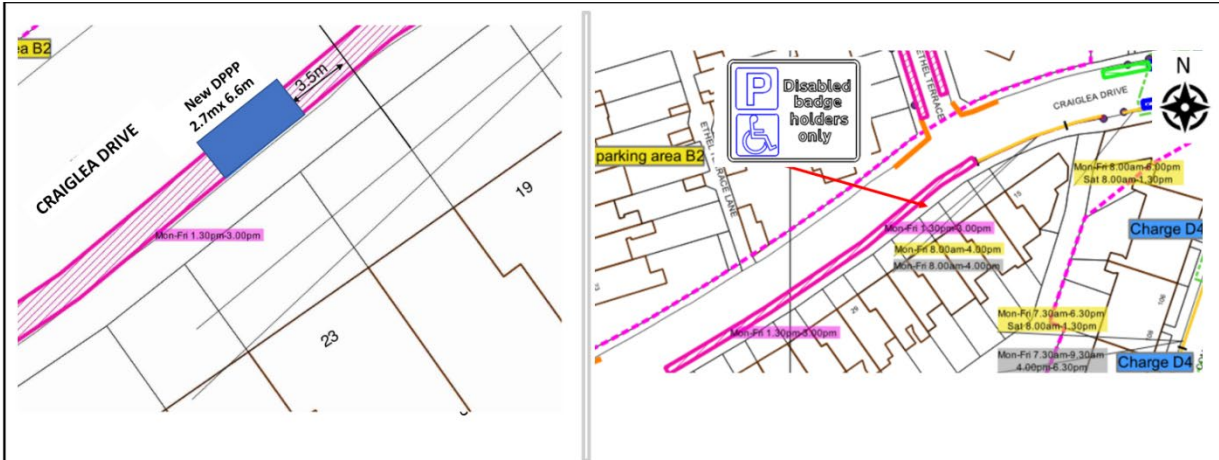 ea B2
New DPPP
2.7mx 6.6m
3.5m
CRAIGLEA DRIVE
Mon-Fri 1.30pm-3.00pm
19
23
P Disabled
badge
holders
only
ETHEL TERRACE
CRAIGLEA DRIVE
N
parking area B2
ETHEL TERRACE LANE
Mon-Fri 8.00am-6.00pm
Sat 8.00am-1.30pm
Mon-Fri 1.30pm-3.00pm
Mon-Fri 8.00am-4.00pm
Mon-Fri 8.00am-4.00pm
Charge D4
15
29
106
Mon-Fri 1.30pm-3.00pm
Mon-Fri 7.30am-6.30pm
Sat 8.00am-1.30pm
Mon-Fri 7.30am-9.30am
4.00pm-6.30pm
Charge D4